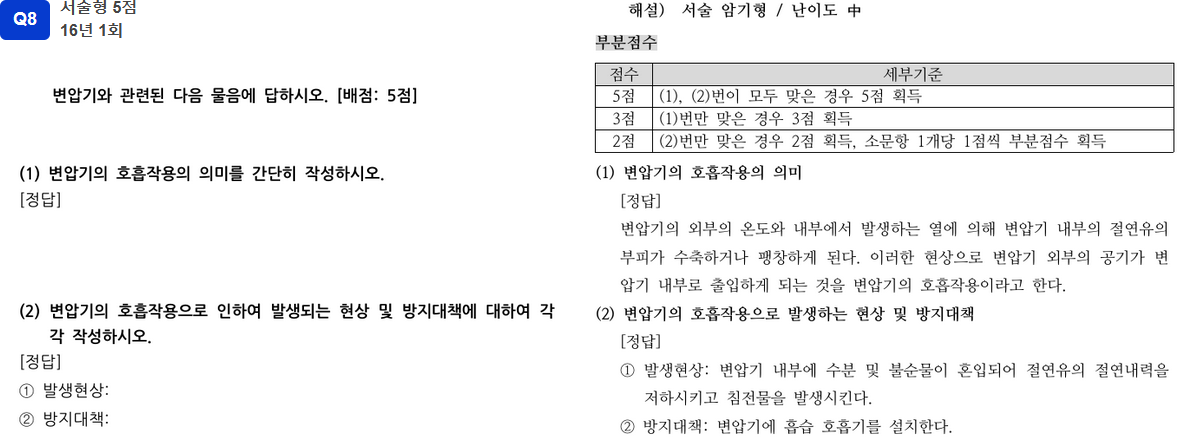 Q8
서술형 5점
16년 1회
변압기와 관련된 다음 물음에 답하시오. [배점: 5점]
(1) 변압기의 호흡작용의 의미를 간단히 작성하시오.
[정답]
(2) 변압기의 호흡작용으로 인하여 발생되는 현상 및 방지대책에 대하여 각
각 작성하시오.
[정답]
① 발생현상:
② 방지대책:
해설) 서술 암기형 / 난이도 中
부분점수
점수 세부기준
5점 (1), (2)번이 모두 맞은 경우 5점 획득
3점 (1)번만 맞은 경우 3점 획득
2점 (2)번만 맞은 경우 2점 획득, 소문항 1개당 1점씩 부분점수 획득
(1) 변압기의 호흡작용의 의미
[정답]
변압기의 외부의 온도와 내부에서 발생하는 열에 의해 변압기 내부의 절연유의
부피가 수축하거나 팽창하게 된다. 이러한 현상으로 변압기 외부의 공기가 변
압기 내부로 출입하게 되는 것을 변압기의 호흡작용이라고 한다.
(2) 변압기의 호흡작용으로 발생하는 현상 및 방지대책
[정답]
① 발생현상: 변압기 내부에 수분 및 불순물이 혼입되어 절연유의 절연내력을
저하시키고 침전물을 발생시킨다.
② 방지대책: 변압기에 흡습 호흡기를 설치한다.